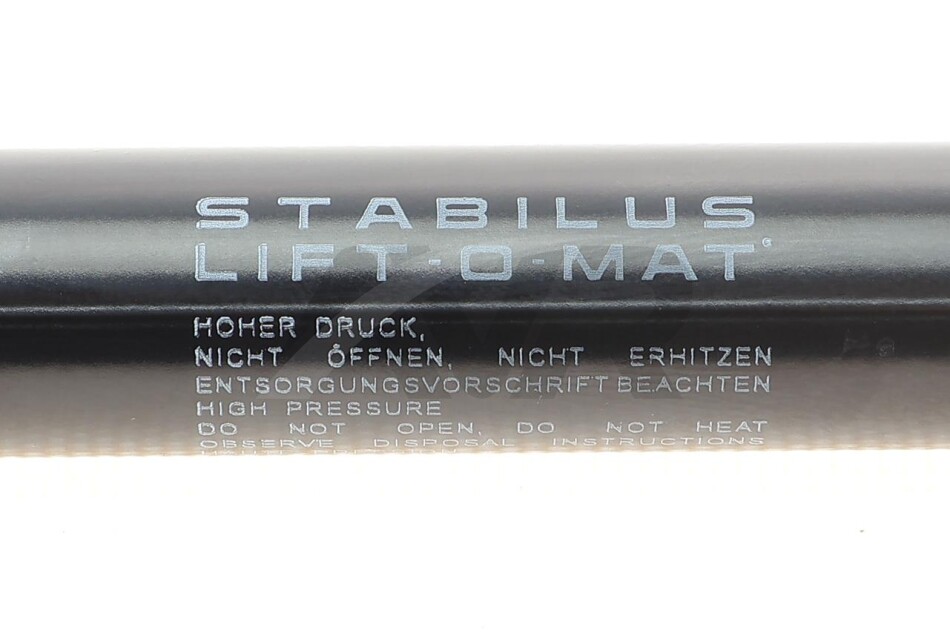 STABILUS
LIFT-O-MAT®
HOHER DRUCK,
NICHT ÖFFNEN, NICHT ERHITZEN
ENTSORGUNGSVORSCHRIFT BEACHTEN
HIGH PRESSURE
DO NOT OPEN, DO NOT HEAT
OBSERVE DISPOSAL INSTRUCTIONS